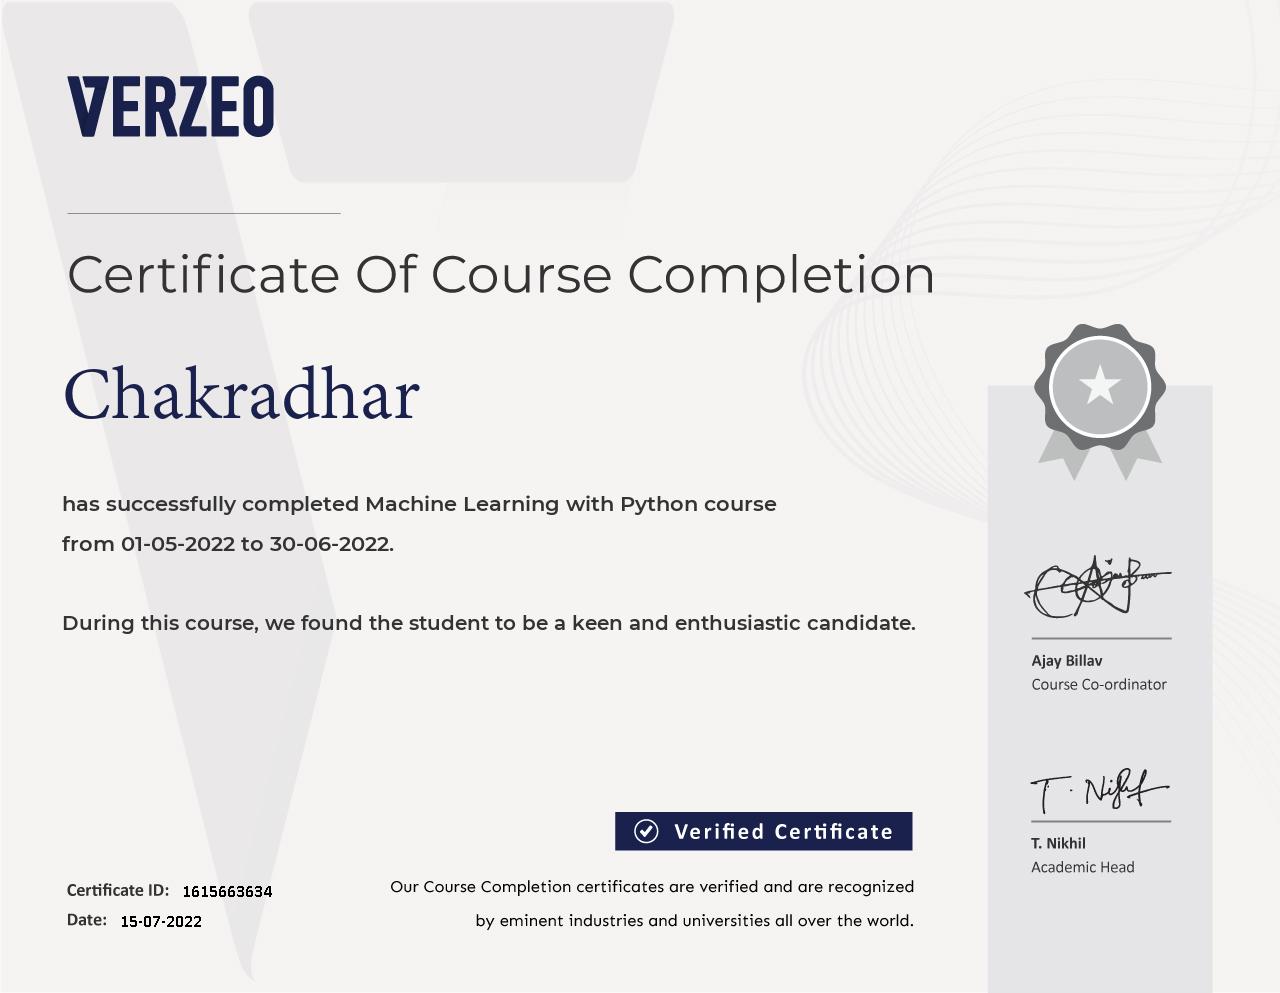 VERZEO
Certificate Of Course Completion
Chakradhar
has successfully completed Machine Learning with Python course
from 01-05-2022 to 30-06-2022.
During this course, we found the student to be a keen and enthusiastic candidate.
Ajay Billav
Course Co-ordinator
T. Nikhil
Academic Head
Verified Certificate
Our Course Completion certificates are verified and are recognized
by eminent industries and universities all over the world.
Certificate ID: 1615663634
Date: 15-07-2022